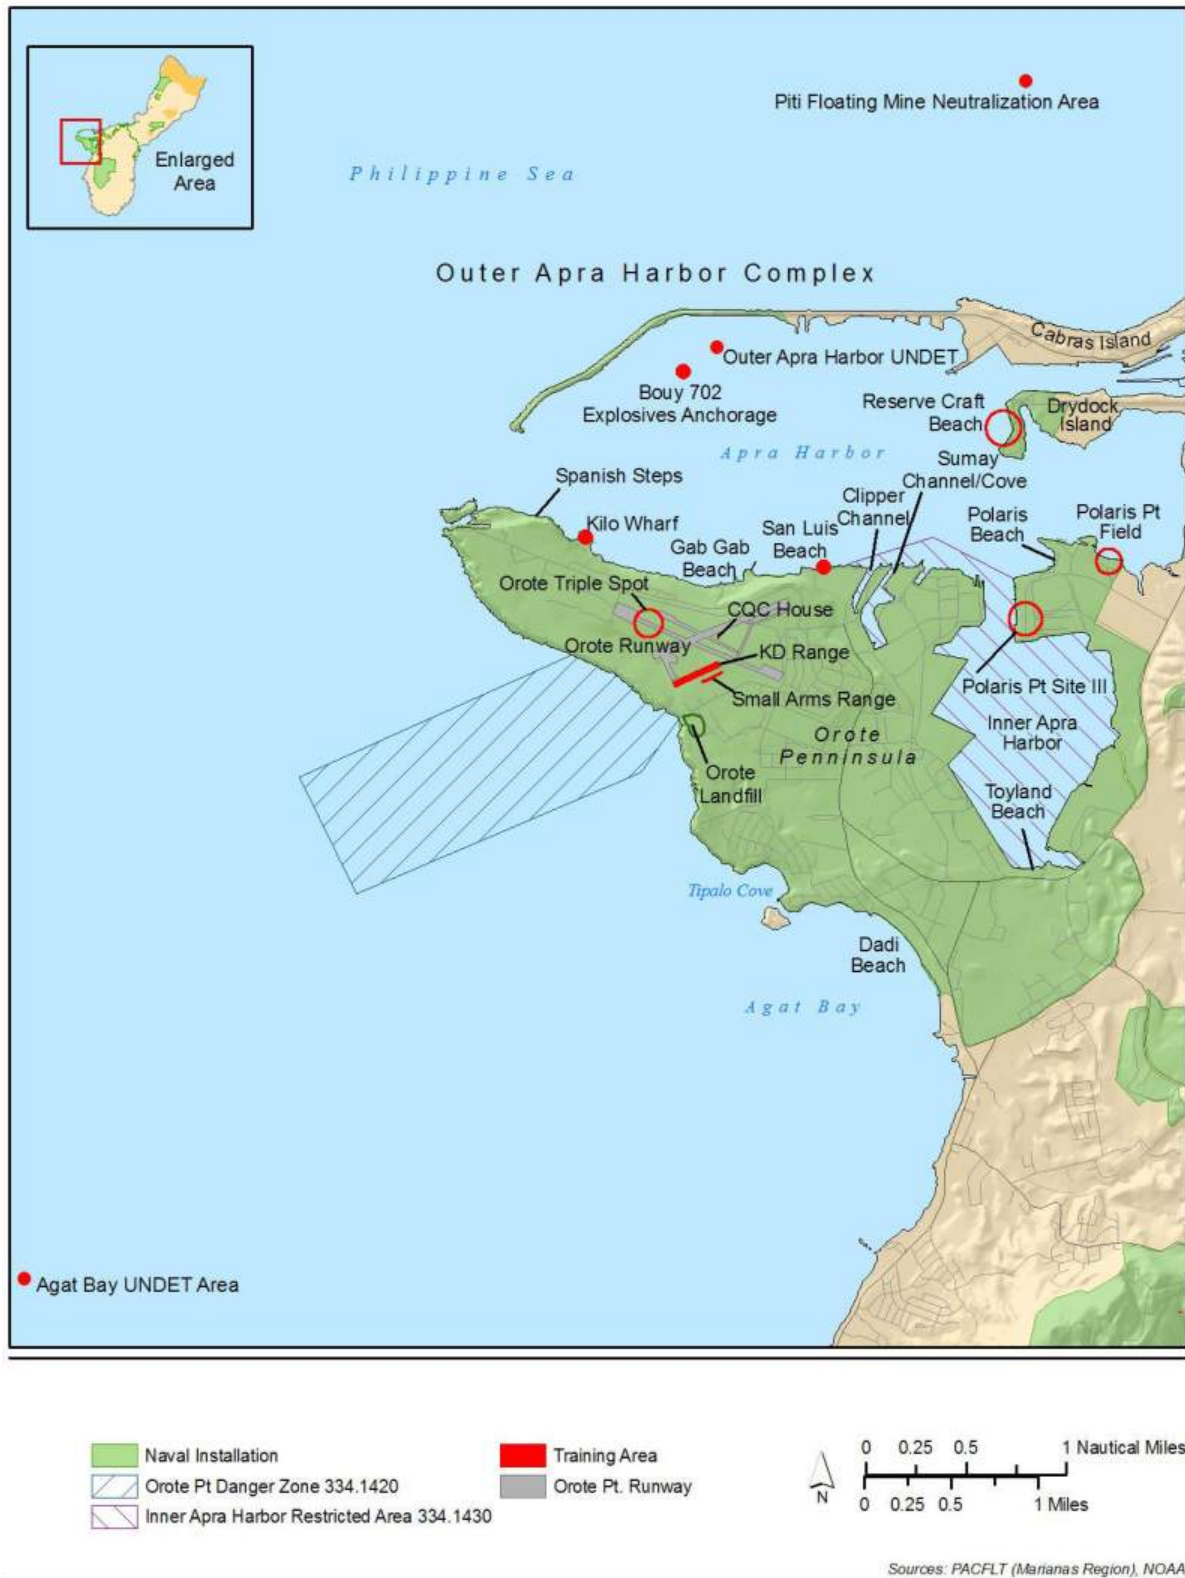 Enlarged
Area
Piti Floating Mine Neutralization Area
Philippine Sea
Outer Apra Harbor Complex
Cabras Island
Outer Apra Harbor UNDET
Bouy 702
Explosives Anchorage
Reserve Craft
Beach
Drydock
Island
Apra Harbor
Sumay
Channel/Cove
Spanish Steps
Clipper
Channel
Polaris
Beach
Polaris Pt
Field
Kilo Wharf
San Luis
Beach
Gab Gab
Beach
Orote Triple Spot
CQC House
Orote Runway
KD Range
Small Arms Range
Polaris Pt Site III
Orote
Penninsula
Inner Apra
Harbor
Orote
Landfill
Toyland
Beach
Tipalo Cove
Dadi
Beach
Agat Bay
Agat Bay UNDET Area
Naval Installation
Orote Pt Danger Zone 334.1420
Inner Apra Harbor Restricted Area 334.1430
Training Area
Orote Pt. Runway
N
0 0.25 0.5 1 Nautical Miles
0 0.25 0.5 1 Miles
Sources: PACFLT (Marianas Region), NOAA